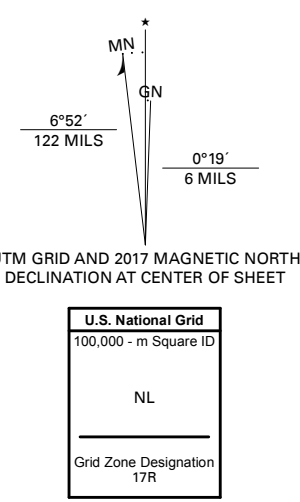 MN
GN
6°52´
122 MILS
0°19´
6 MILS
UTM GRID AND 2017 MAGNETIC NORTH
DECLINATION AT CENTER OF SHEET
U.S. National Grid
100,000 - m Square ID
NL
Grid Zone Designation
17R